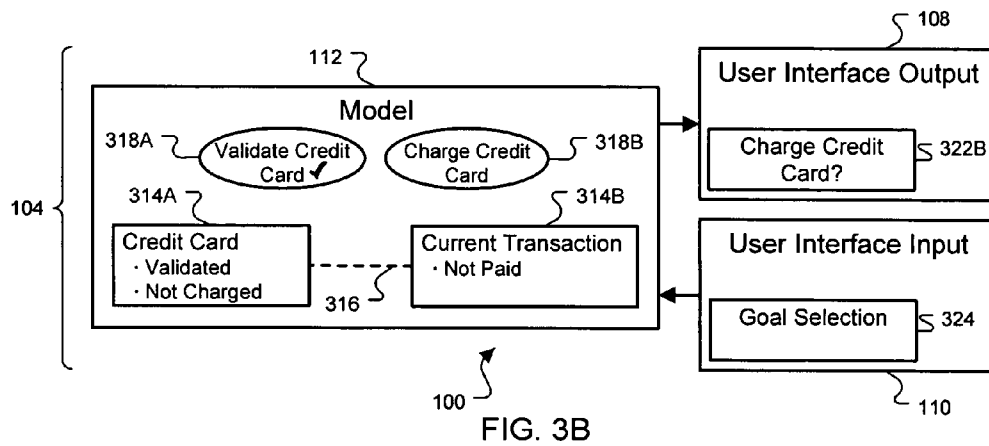 112
108
Model
User Interface Output
318A
Validate Credit
Card ✓
Charge Credit
Card
318B
Charge Credit
Card?
322B
104
314A
314B
Credit Card
· Validated
· Not Charged
316
Current Transaction
· Not Paid
User Interface Input
Goal Selection
324
100
110
FIG. 3B